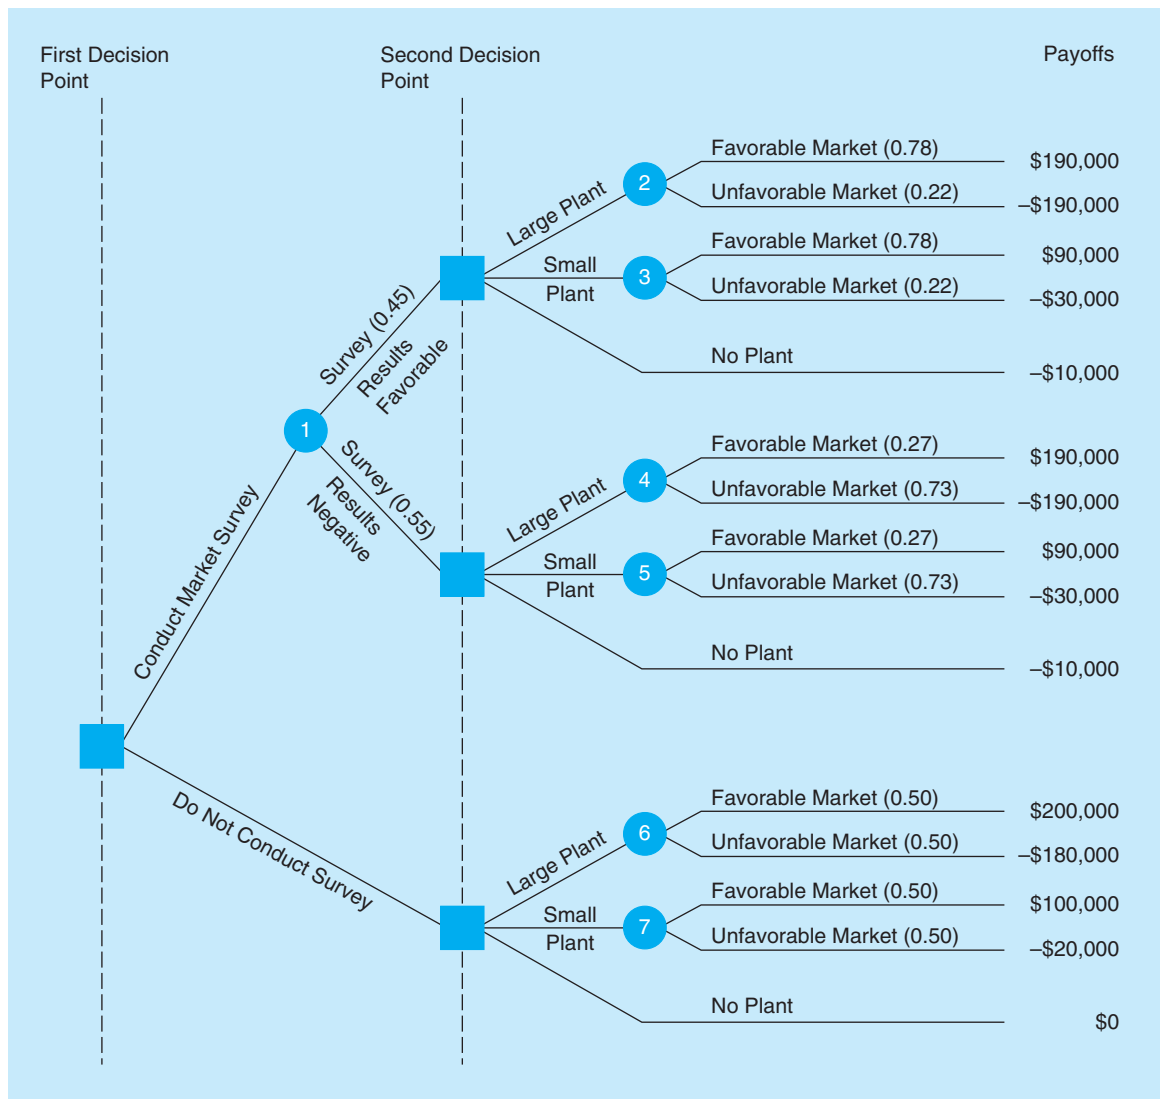 First Decision
Point
Second Decision
Point
Payoffs
Favorable Market (0.78)
$190,000
Large Plant
2
Unfavorable Market (0.22)
–$190,000
Favorable Market (0.78)
$90,000
Small
Plant
3
Unfavorable Market (0.22)
–$30,000
Survey (0.45)
Results
Favorable
No Plant
–$10,000
1
Survey (0.55)
Results
Negative
Favorable Market (0.27)
$190,000
Large Plant
4
Unfavorable Market (0.73)
–$190,000
Favorable Market (0.27)
$90,000
Small
Plant
5
Unfavorable Market (0.73)
–$30,000
No Plant
–$10,000
Conduct Market Survey
Do Not Conduct Survey
Favorable Market (0.50)
$200,000
Large Plant
6
Unfavorable Market (0.50)
–$180,000
Favorable Market (0.50)
$100,000
Small
Plant
7
Unfavorable Market (0.50)
–$20,000
No Plant
$0